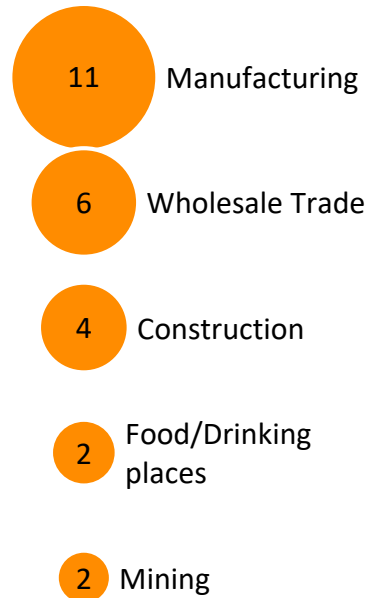 11 Manufacturing
6 Wholesale Trade
4 Construction
2 Food/Drinking
places
2 Mining